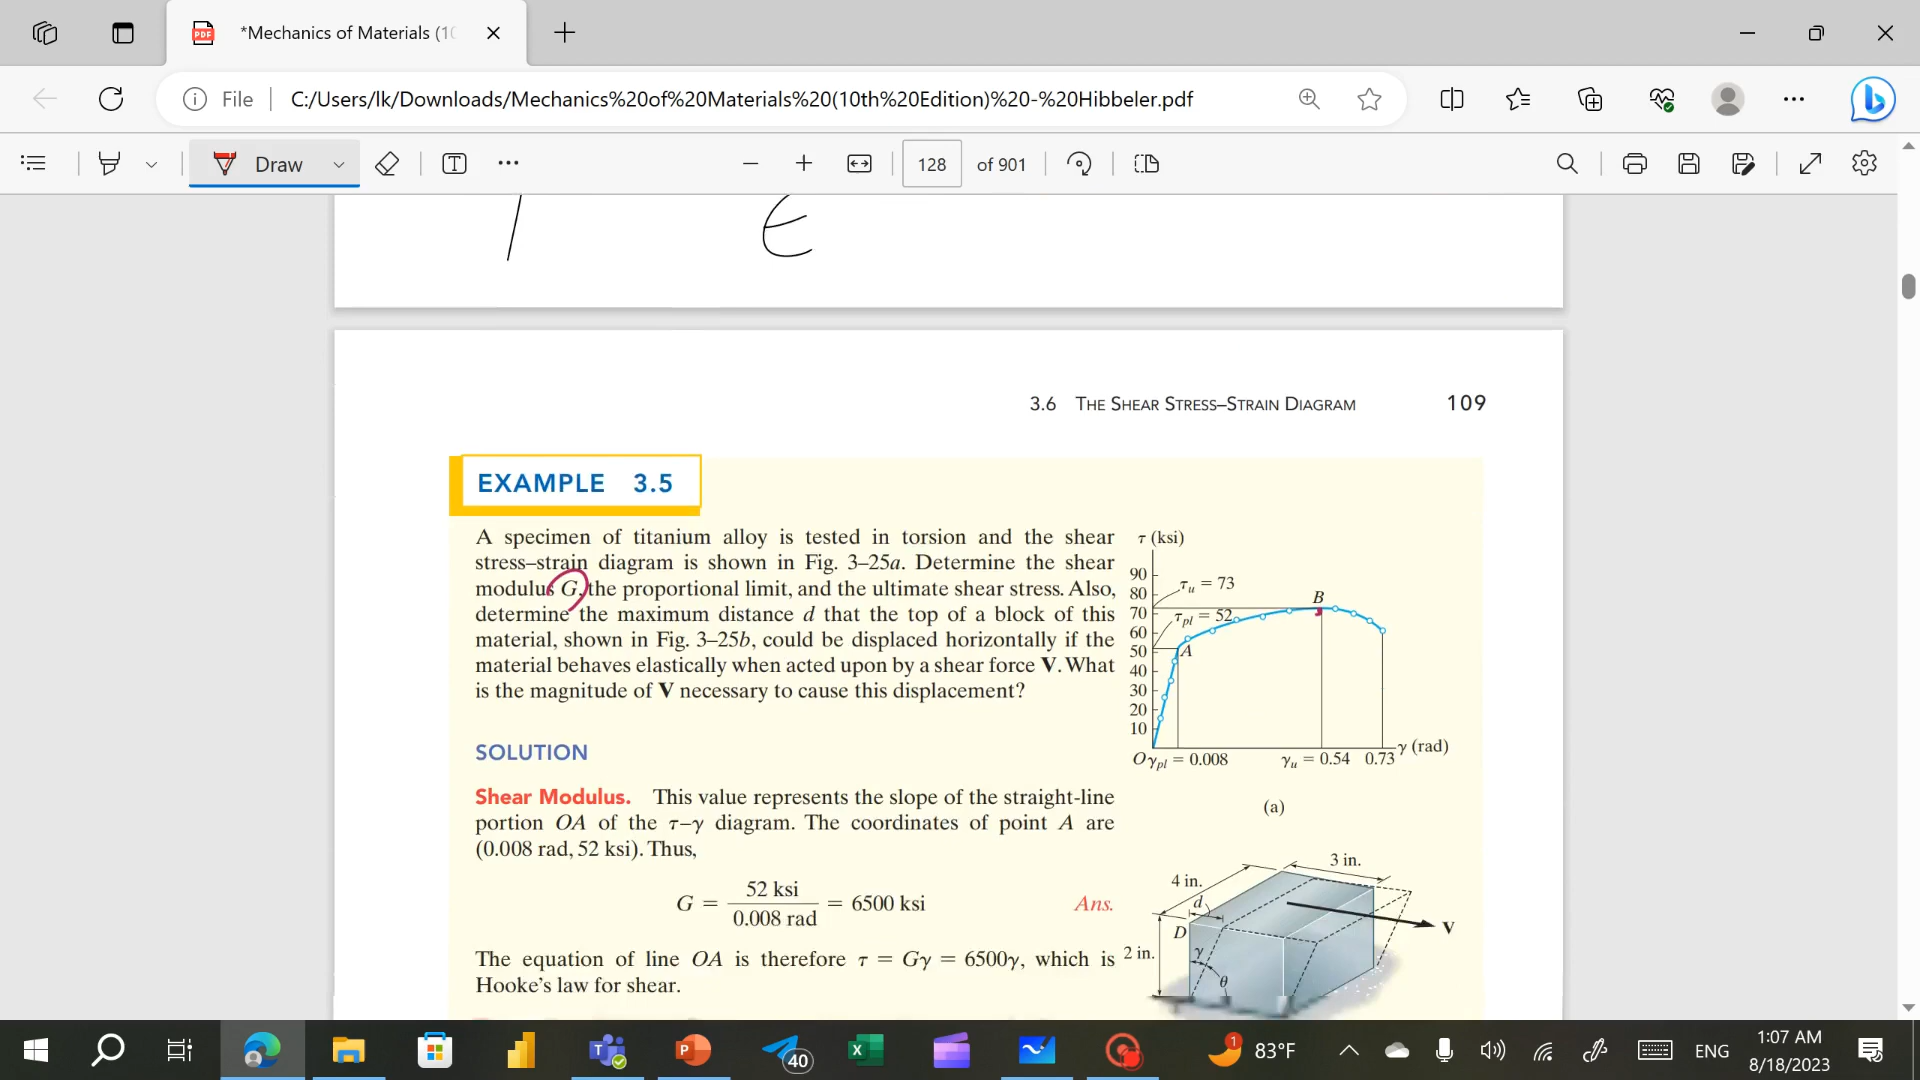 *Mechanics of Materials (10
File
C:/Users/lk/Downloads/Mechanics%20of%20Materials%20(10th%20Edition)%20-%20Hibbeler.pdf
Draw
128 of 901
ϵ
3.6 THE SHEAR STRESS–STRAIN DIAGRAM 109
EXAMPLE 3.5
A specimen of titanium alloy is tested in torsion and the shear
stress–strain diagram is shown in Fig. 3–25a. Determine the shear
modulus G, the proportional limit, and the ultimate shear stress. Also,
determine the maximum distance d that the top of a block of this
material, shown in Fig. 3–25b, could be displaced horizontally if the
material behaves elastically when acted upon by a shear force V. What
is the magnitude of V necessary to cause this displacement?
τ (ksi)
90
80
70
60
50
40
30
20
10
τu = 73
τpl = 52
B
A
O
γpl = 0.008
γu = 0.54
0.73
γ (rad)
(a)
SOLUTION
Shear Modulus. This value represents the slope of the straight-line
portion OA of the τ–γ diagram. The coordinates of point A are
(0.008 rad, 52 ksi). Thus,
G = 52 ksi / 0.008 rad = 6500 ksi Ans.
The equation of line OA is therefore τ = Gγ = 6500γ, which is
Hooke's law for shear.
3 in.
4 in.
d
D
V
2 in.
γ
θ
40
1
83°F
ENG
1:07 AM
8/18/2023